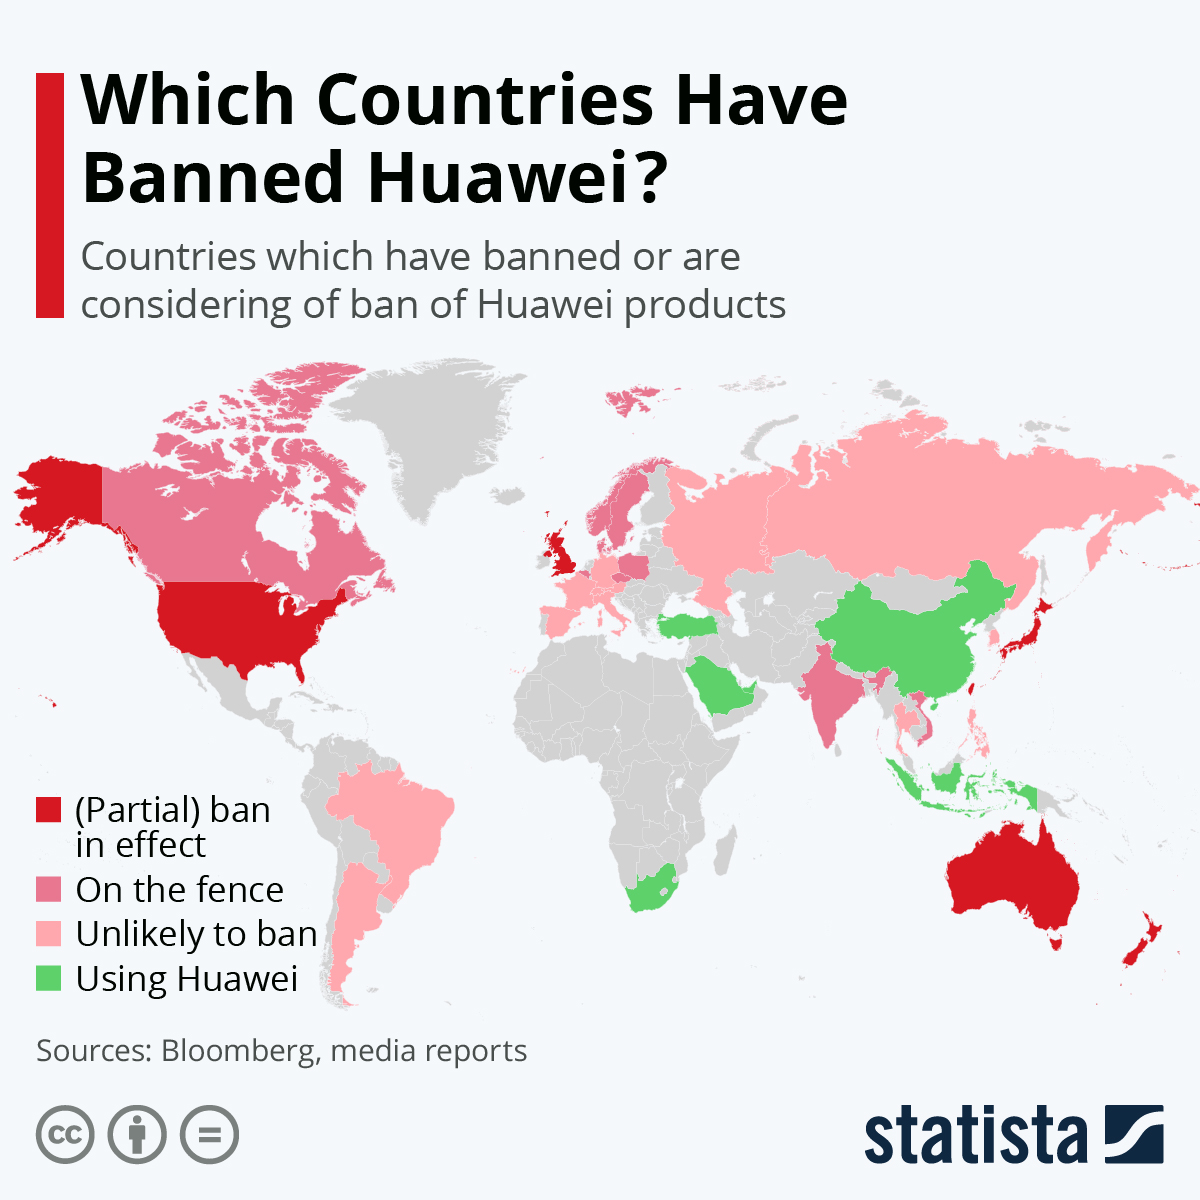 Which Countries Have
Banned Huawei?
Countries which have banned or are
considering of ban of Huawei products
(Partial) ban
in effect
On the fence
Unlikely to ban
Using Huawei
Sources: Bloomberg, media reports
cc
=
statista